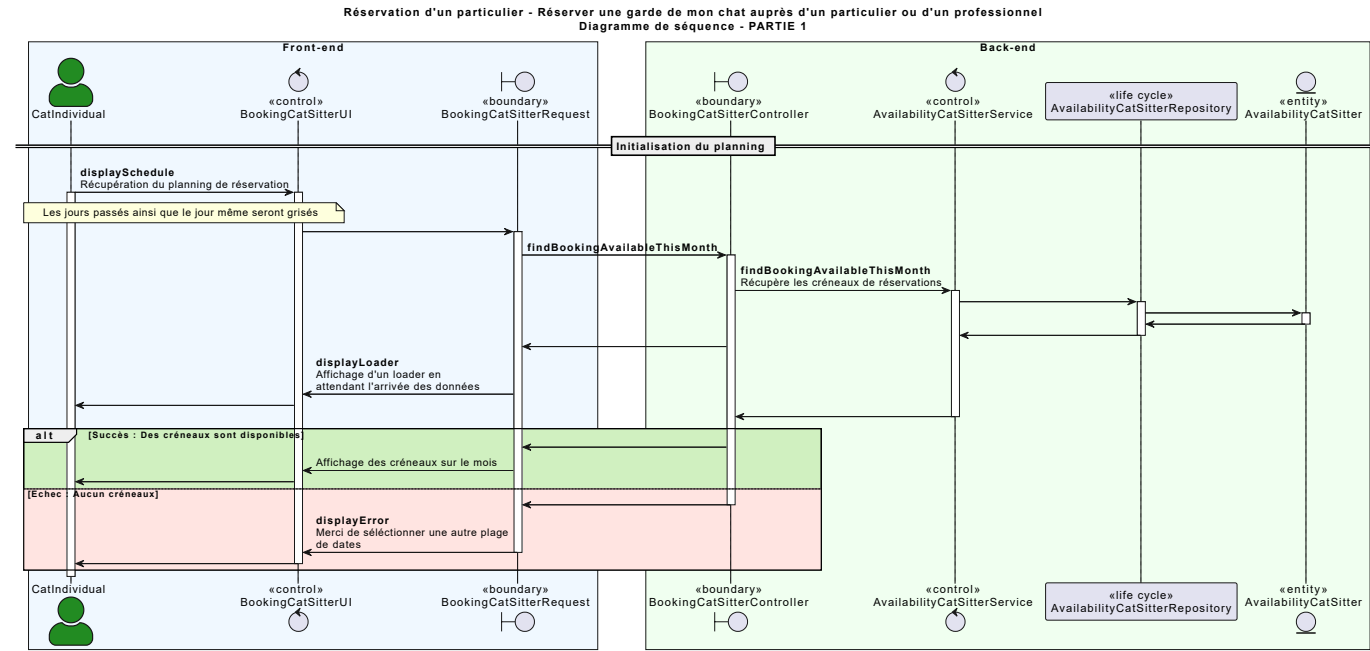 Réservation d'un particulier - Réserver une garde de mon chat auprès d'un particulier ou d'un professionnel
Diagramme de séquence - PARTIE 1
Front-end
Back-end
CatIndividual
«control»
BookingCatSitterUI
«boundary»
BookingCatSitterRequest
«boundary»
BookingCatSitterController
«control»
AvailabilityCatSitterService
«life cycle»
AvailabilityCatSitterRepository
«entity»
AvailabilityCatSitter
Initialisation du planning
displaySchedule
Récupération du planning de réservation
Les jours passés ainsi que le jour même seront grisés
findBookingAvailableThisMonth
findBookingAvailableThisMonth
Récupère les créneaux de réservations
displayLoader
Affichage d'un loader en
attendant l'arrivée des données
alt
[Succès : Des créneaux sont disponibles]
Affichage des créneaux sur le mois
[Echec : Aucun créneaux]
displayError
Merci de séléctionner une autre plage
de dates
CatIndividual
«control»
BookingCatSitterUI
«boundary»
BookingCatSitterRequest
«boundary»
BookingCatSitterController
«control»
AvailabilityCatSitterService
«life cycle»
AvailabilityCatSitterRepository
«entity»
AvailabilityCatSitter